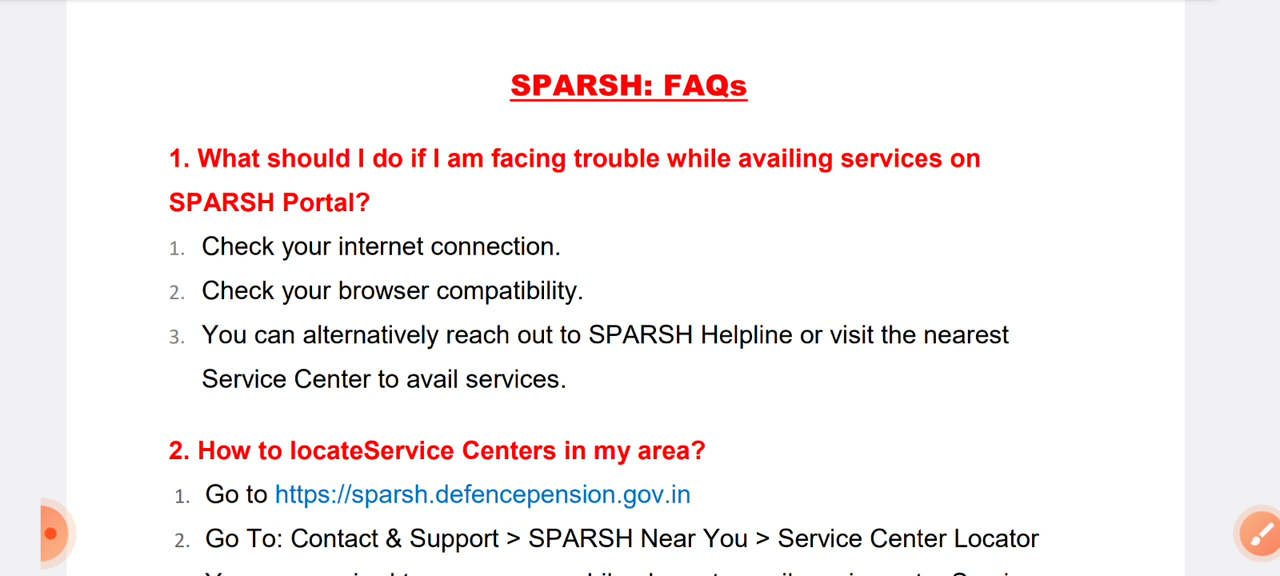 SPARSH: FAQs
1. What should I do if I am facing trouble while availing services on
SPARSH Portal?
1. Check your internet connection.
2. Check your browser compatibility.
3. You can alternatively reach out to SPARSH Helpline or visit the nearest
Service Center to avail services.
2. How to locateService Centers in my area?
1. Go to https://sparsh.defencepension.gov.in
2. Go To: Contact & Support > SPARSH Near You > Service Center Locator